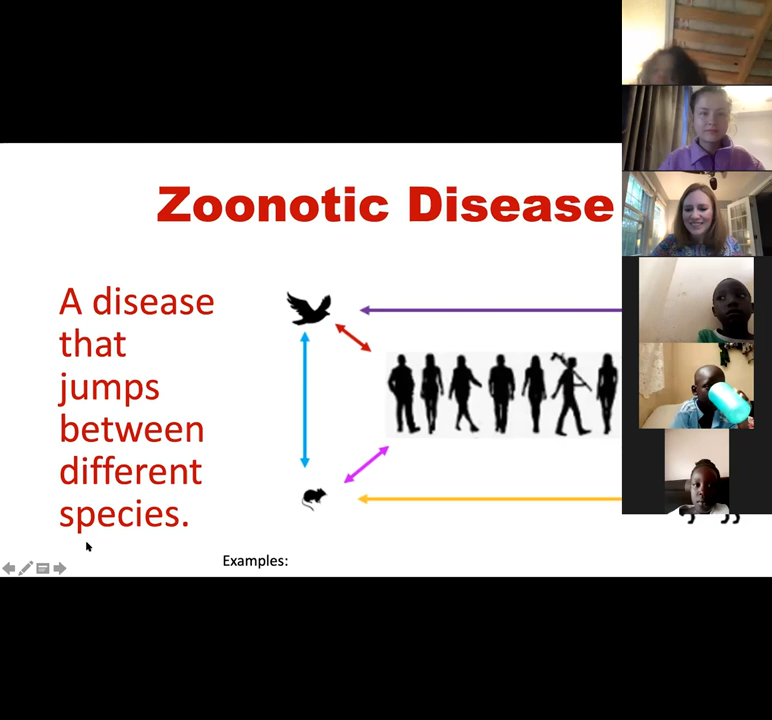 Zoonotic Disease
A disease
that
jumps
between
different
species.
Examples: